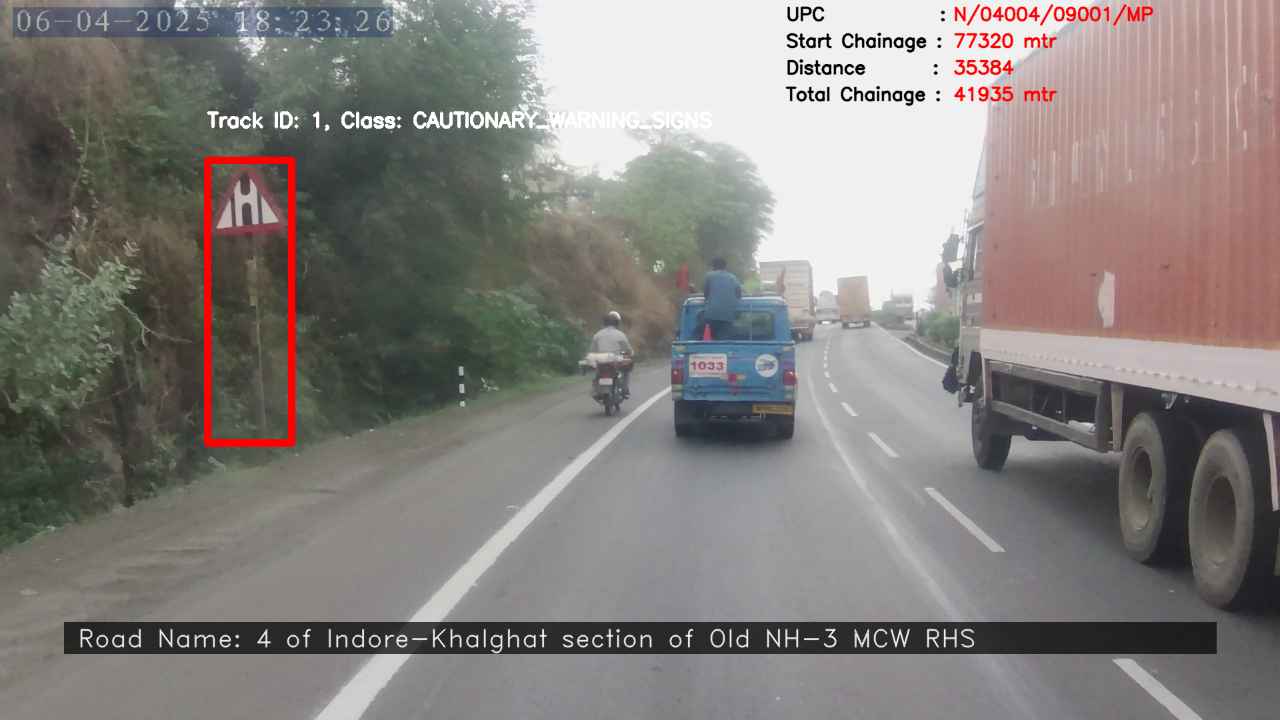 06-04-2025 18:23:26
UPC : N/04004/09001/MP
Start Chainage : 77320 mtr
Distance : 35384
Total Chainage : 41935 mtr
Track ID: 1, Class: CAUTIONARY_WARNING_SIGNS
1033
Road Name: 4 of Indore-Khalghat section of Old NH-3 MCW RHS